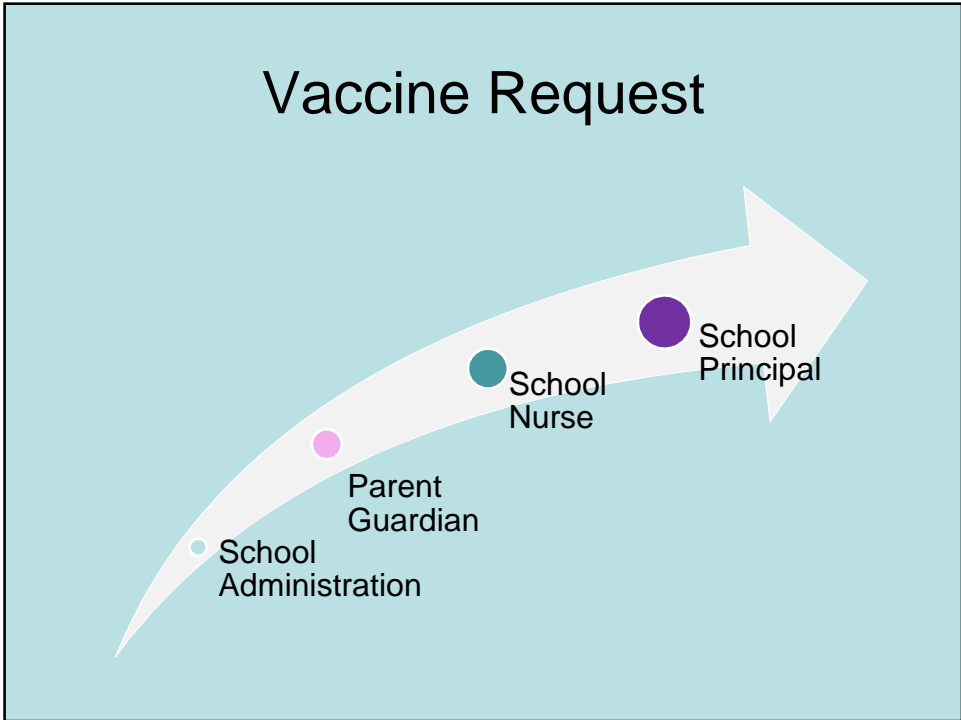 Vaccine Request
School
Principal
School
Nurse
Parent
Guardian
School
Administration